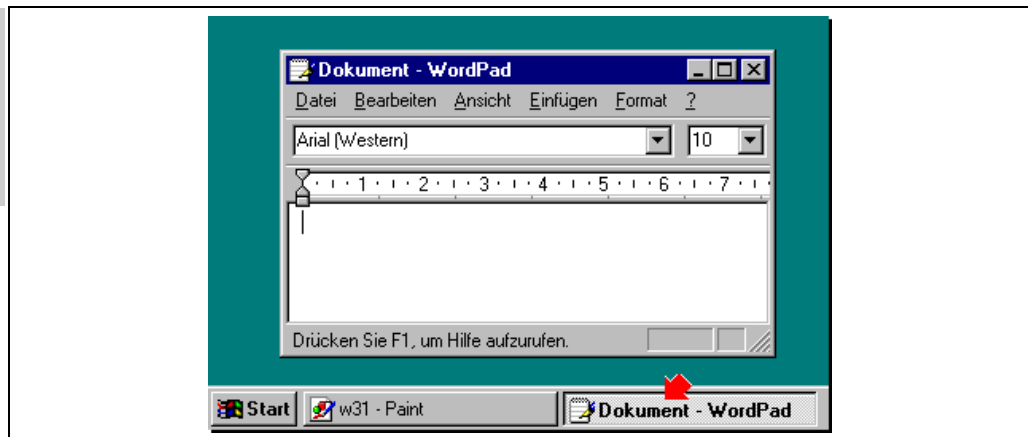 Dokument - WordPad
Datei Bearbeiten Ansicht Einfügen Format ?
Arial (Western) 10
1 2 3 4 5 6 7
Drücken Sie F1, um Hilfe aufzurufen.
Start w31 - Paint Dokument - WordPad